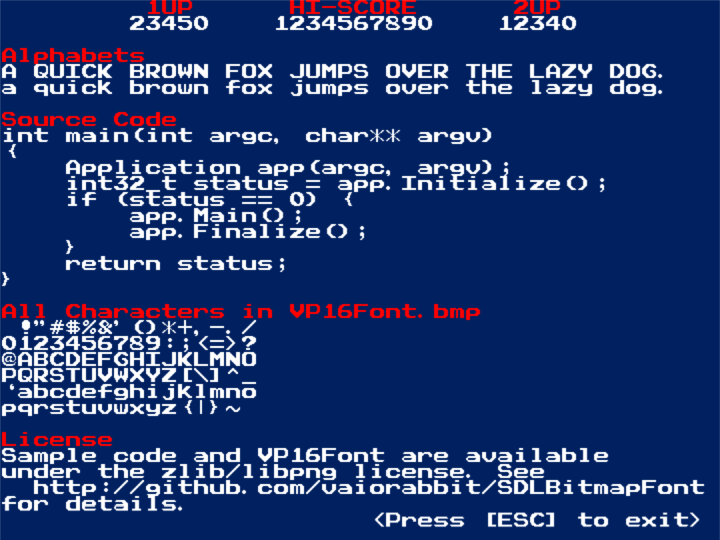 1UP HI-SCORE 2UP
23450 1234567890 12340
Alphabets
A QUICK BROWN FOX JUMPS OVER THE LAZY DOG.
a quick brown fox jumps over the lazy dog.
Source Code
int main(int argc, char** argv)
{
Application app(argc, argv);
int32_t status = app.Initialize();
if (status == 0) {
app.Main();
app.Finalize();
}
return status;
}
All Characters in VP16Font.bmp
!"#$%&'()*+,-./
0123456789:;<=>?
@ABCDEFGHIJKLMNO
PQRSTUVWXYZ[\]^_
`abcdefghijklmno
pqrstuvwxyz{|}~
License
Sample code and VP16Font are available
under the zlib/libpng license. See
http://github.com/vaiorabbit/SDLBitmapFont
for details.
<Press [ESC] to exit>